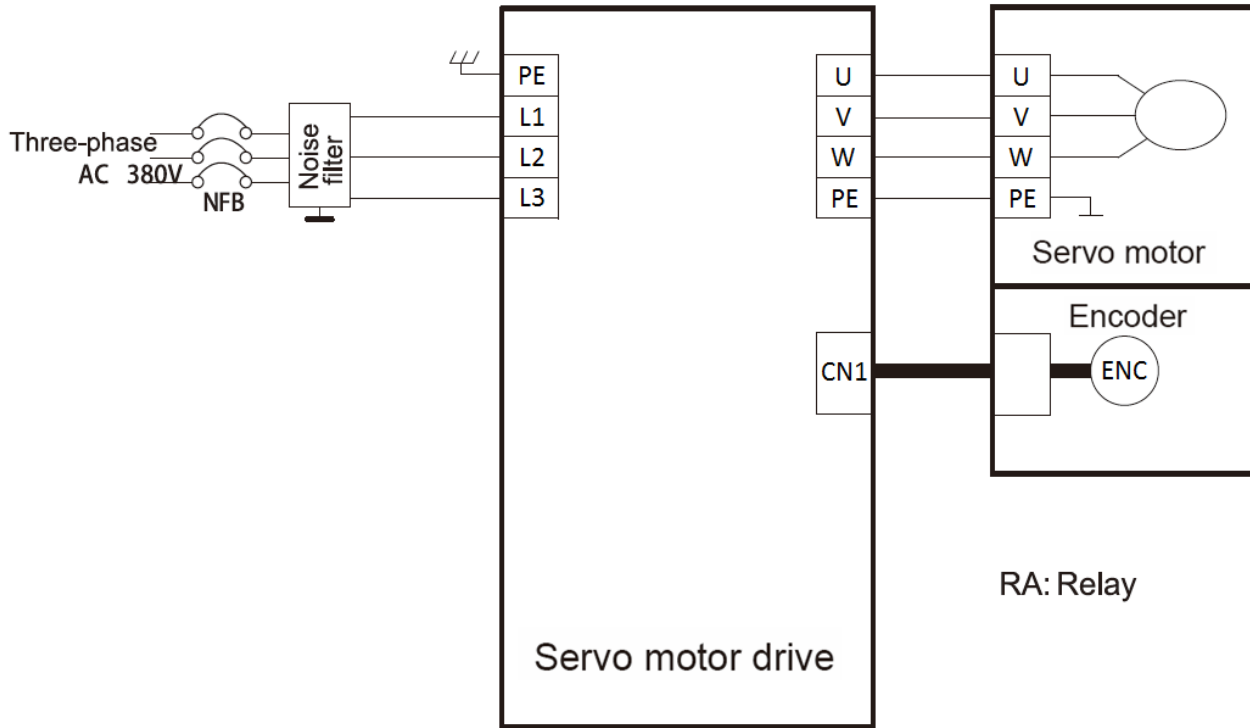 Three-phase
AC 380V
NFB
Noise
filter
PE
L1
L2
L3
U
V
W
PE
CN1
Servo motor drive
U
V
W
PE
Servo motor
Encoder
ENC
RA: Relay